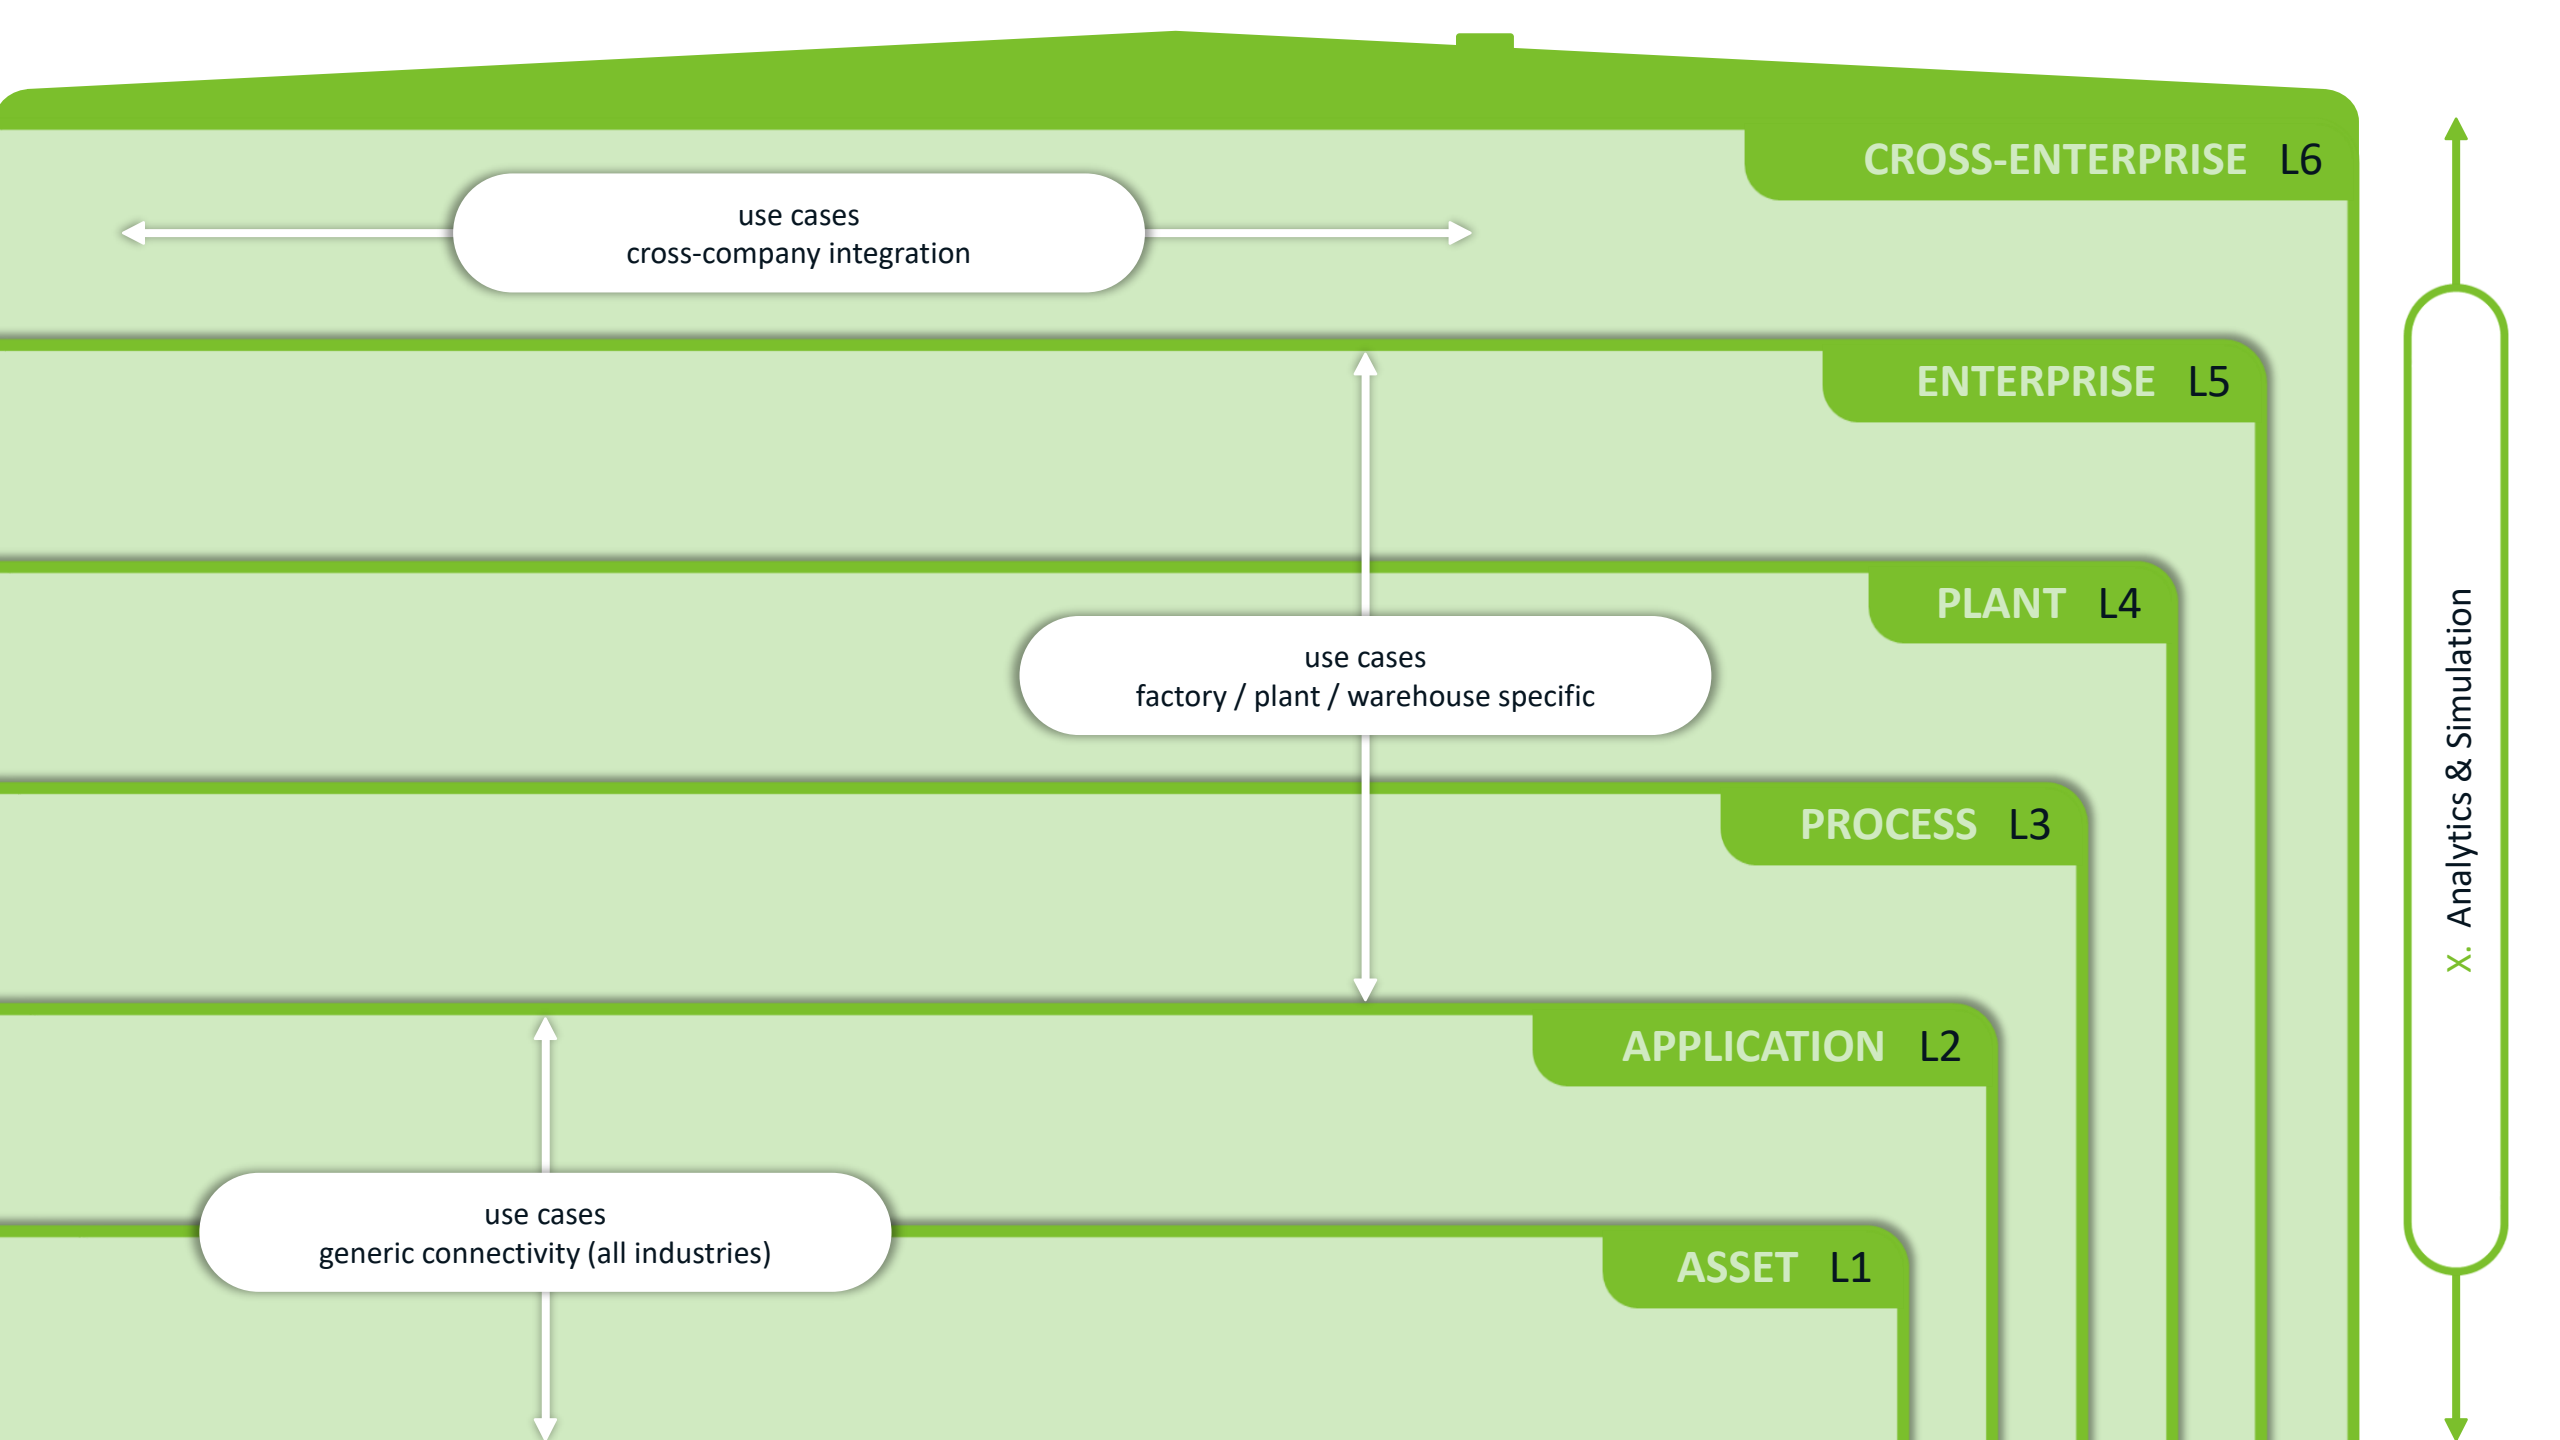 CROSS-ENTERPRISE L6
use cases
cross-company integration
ENTERPRISE L5
PLANT L4
use cases
factory / plant / warehouse specific
PROCESS L3
APPLICATION L2
use cases
generic connectivity (all industries)
ASSET L1
X. Analytics & Simulation